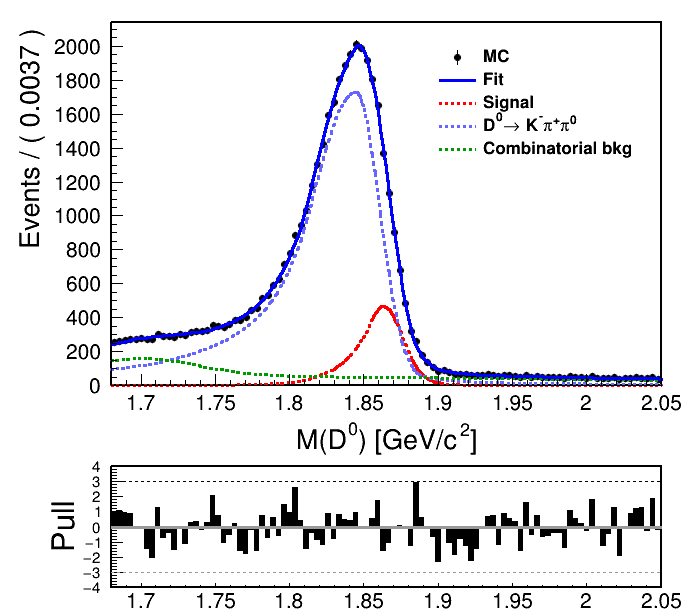 Events / ( 0.0037 )
2000
1800
1600
1400
1200
1000
800
600
400
200
0
MC
Fit
Signal
D⁰→ K⁻π⁺π⁰
Combinatorial bkg
1.7 1.75 1.8 1.85 1.9 1.95 2 2.05
M(D⁰) [GeV/c²]
Pull
4
3
2
1
0
−1
−2
−3
−4
1.7 1.75 1.8 1.85 1.9 1.95 2 2.05